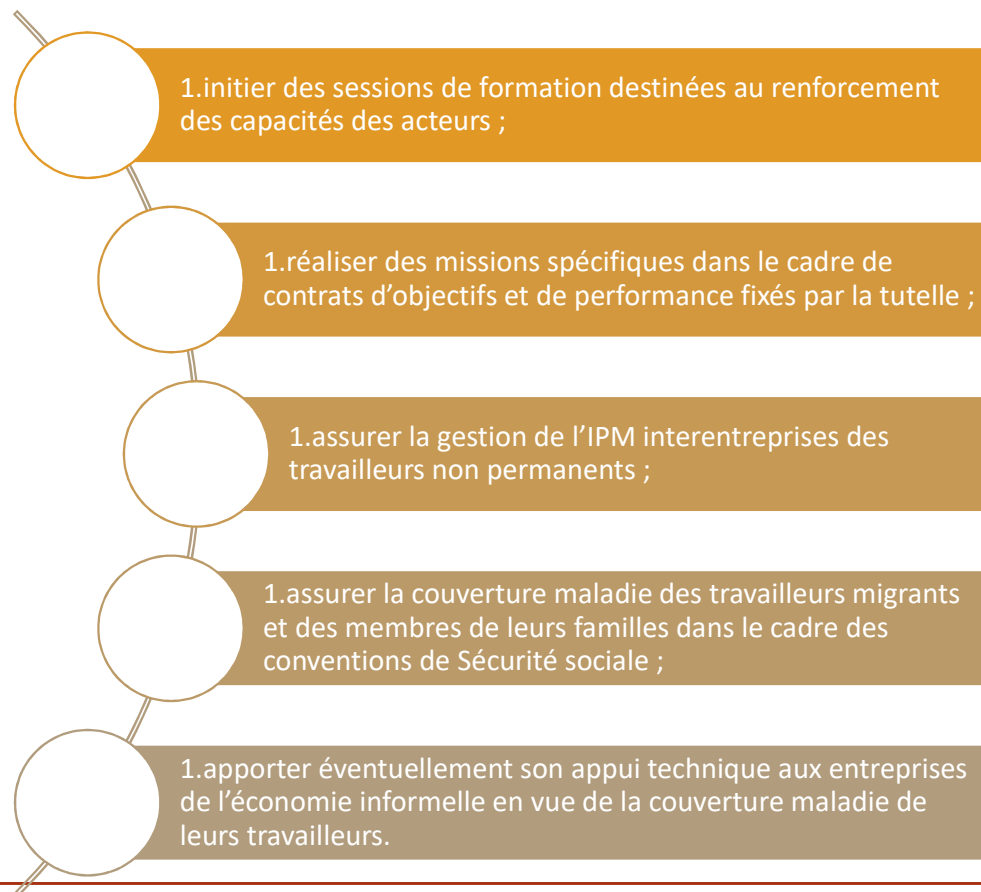 1.initier des sessions de formation destinées au renforcement
des capacités des acteurs ;
1.réaliser des missions spécifiques dans le cadre de
contrats d’objectifs et de performance fixés par la tutelle ;
1.assurer la gestion de l’IPM interentreprises des
travailleurs non permanents ;
1.assurer la couverture maladie des travailleurs migrants
et des membres de leurs familles dans le cadre des
conventions de Sécurité sociale ;
1.apporter éventuellement son appui technique aux entreprises
de l’économie informelle en vue de la couverture maladie de
leurs travailleurs.